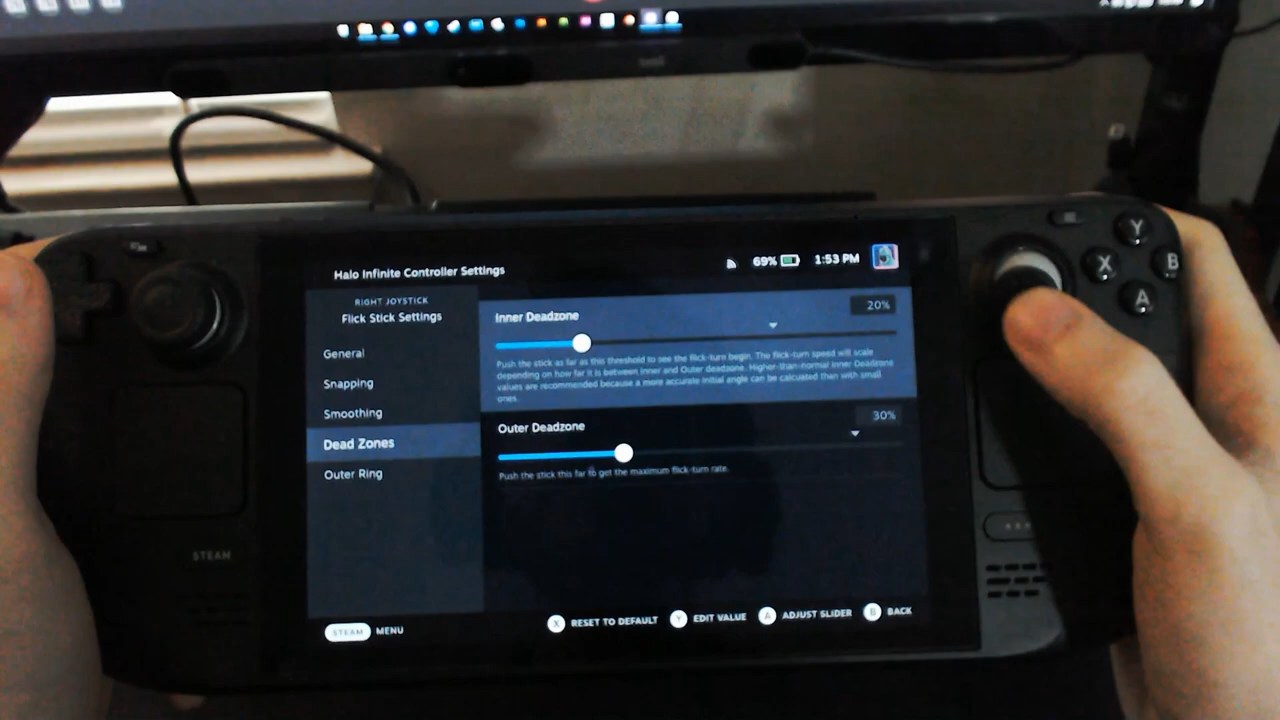 Y
X
B
A
Halo Infinite Controller Settings
69%
1:53 PM
RIGHT JOYSTICK
Flick Stick Settings
General
Snapping
Smoothing
Dead Zones
Outer Ring
Inner Deadzone
20%
Push the stick as far as this threshold to see the flick-turn begin. The flick-turn speed will scale
depending on how far it is between Inner and Outer deadzone. Higher-than-normal Inner Deadzone
values are recommended because a more accurate initial angle can be calculated than with small
ones.
Outer Deadzone
30%
Push the stick this far to get the maximum flick-turn rate.
STEAM
STEAM MENU
X RESET TO DEFAULT
Y EDIT VALUE
A ADJUST SLIDER
B BACK